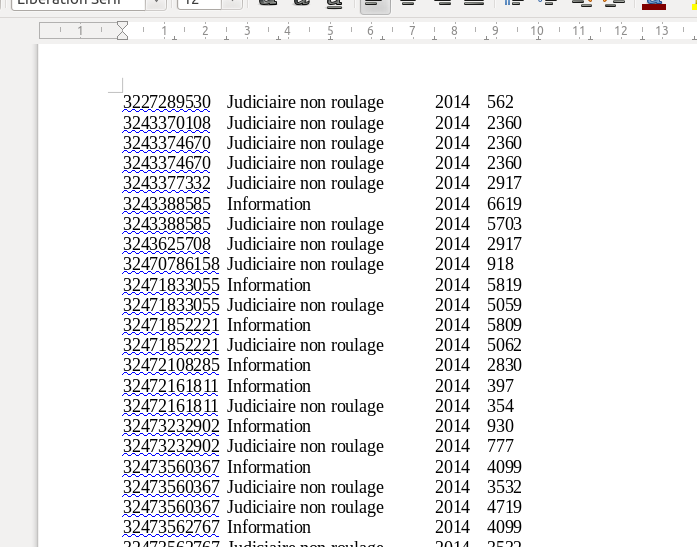 Liberation Serif 12
1 1 2 3 4 5 6 7 8 9 10 11 12 13
3227289530 Judiciaire non roulage 2014 562
3243370108 Judiciaire non roulage 2014 2360
3243374670 Judiciaire non roulage 2014 2360
3243374670 Judiciaire non roulage 2014 2360
3243377332 Judiciaire non roulage 2014 2917
3243388585 Information 2014 6619
3243388585 Judiciaire non roulage 2014 5703
3243625708 Judiciaire non roulage 2014 2917
32470786158 Judiciaire non roulage 2014 918
32471833055 Information 2014 5819
32471833055 Judiciaire non roulage 2014 5059
32471852221 Information 2014 5809
32471852221 Judiciaire non roulage 2014 5062
32472108285 Information 2014 2830
32472161811 Information 2014 397
32472161811 Judiciaire non roulage 2014 354
32473232902 Information 2014 930
32473232902 Judiciaire non roulage 2014 777
32473560367 Information 2014 4099
32473560367 Judiciaire non roulage 2014 3532
32473560367 Judiciaire non roulage 2014 4719
32473562767 Information 2014 4099
32473562767 Judiciaire non roulage 2014 3532